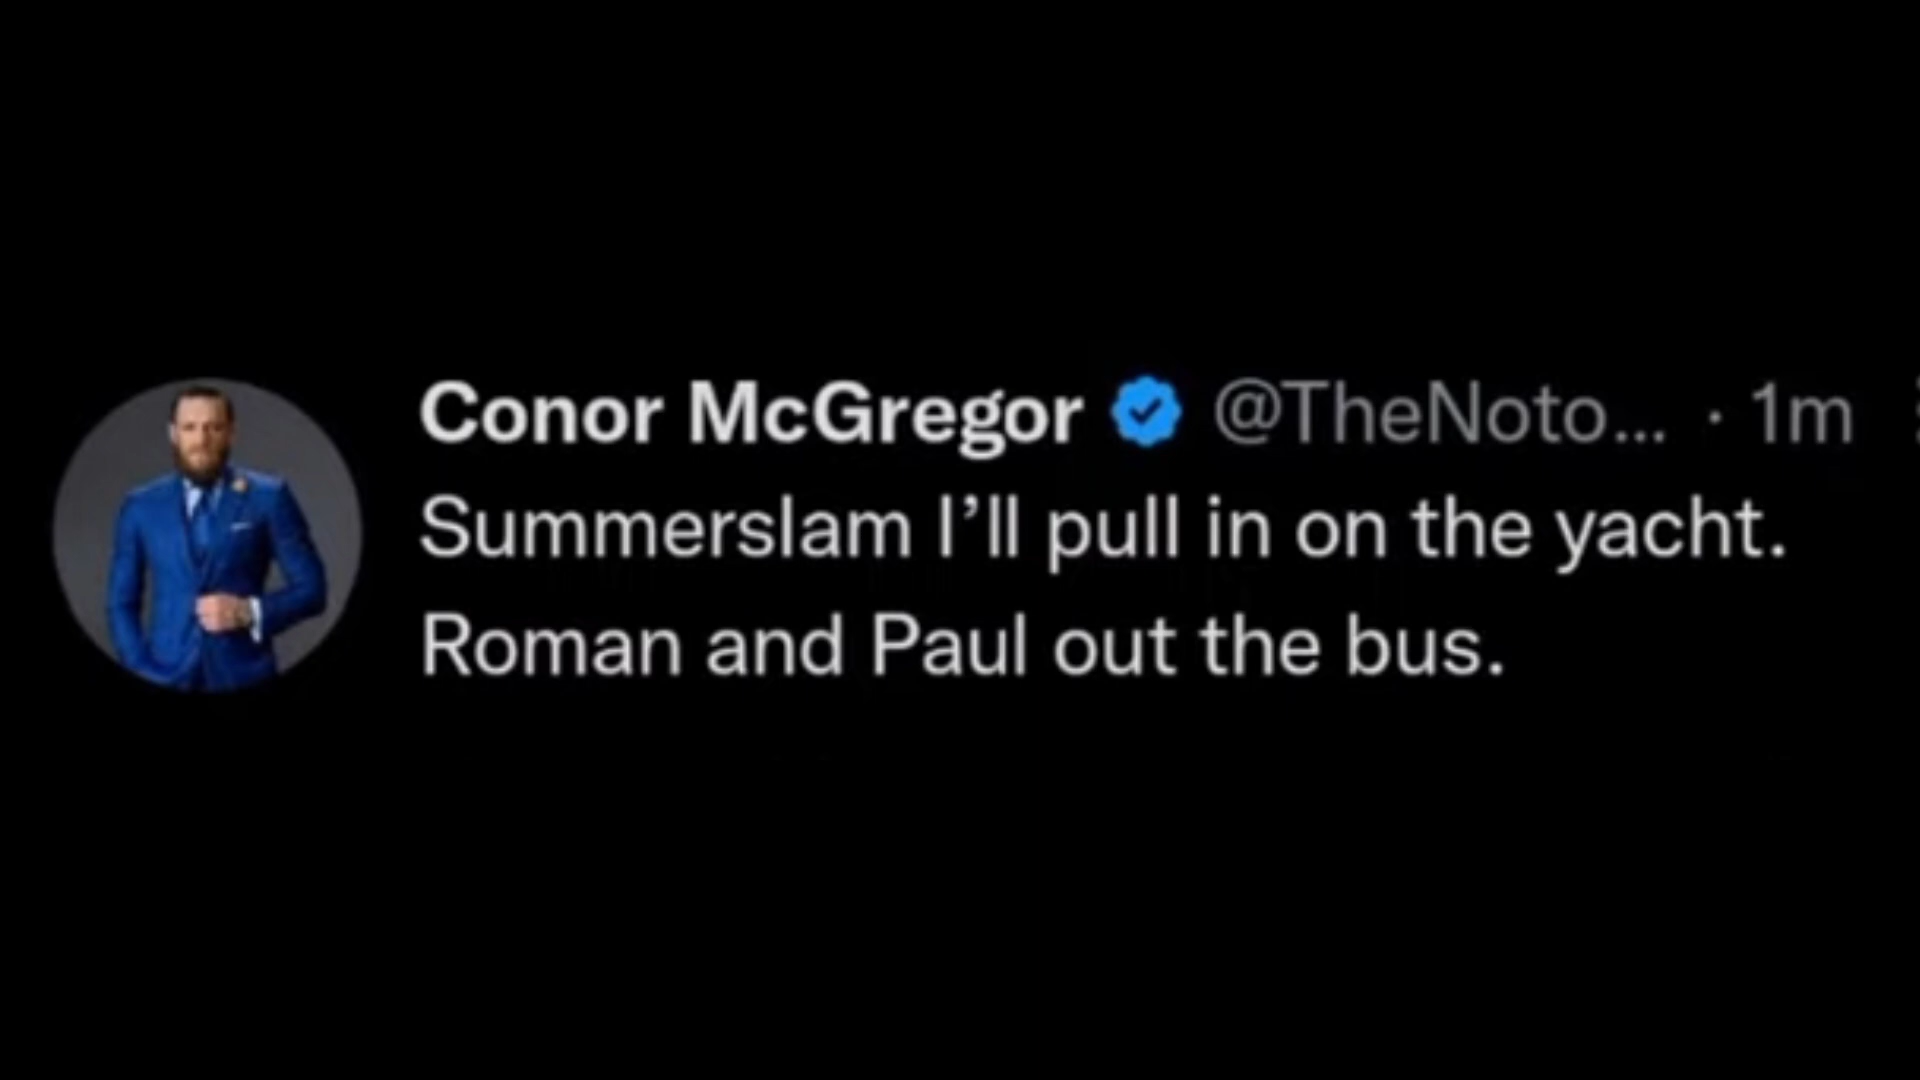 Conor McGregor @TheNoto... · 1m
Summerslam I’ll pull in on the yacht.
Roman and Paul out the bus.